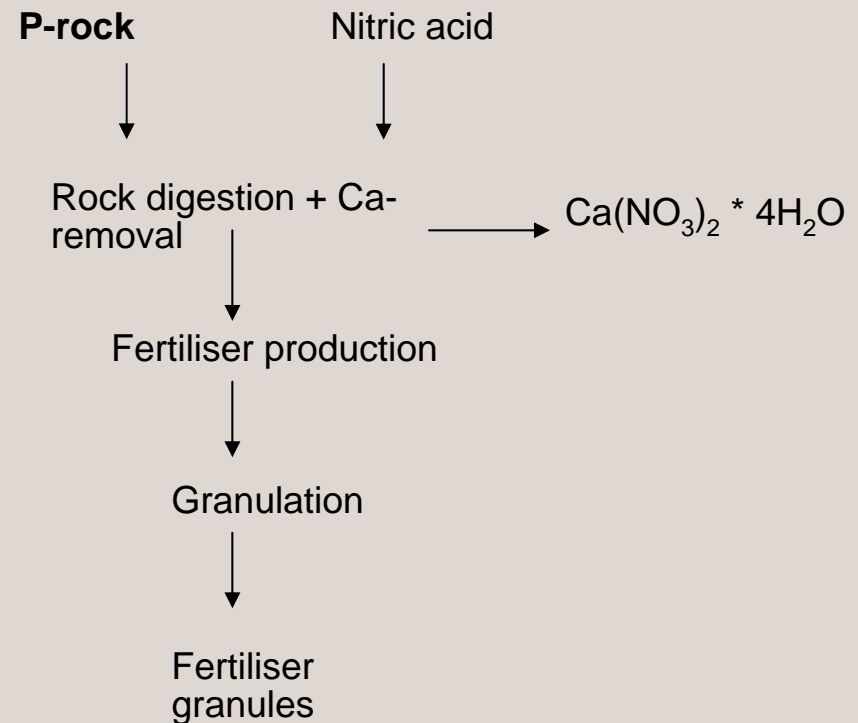 P-rock
Nitric acid
Rock digestion + Ca-
removal
Ca(NO₃)₂ * 4H₂O
Fertiliser production
Granulation
Fertiliser
granules